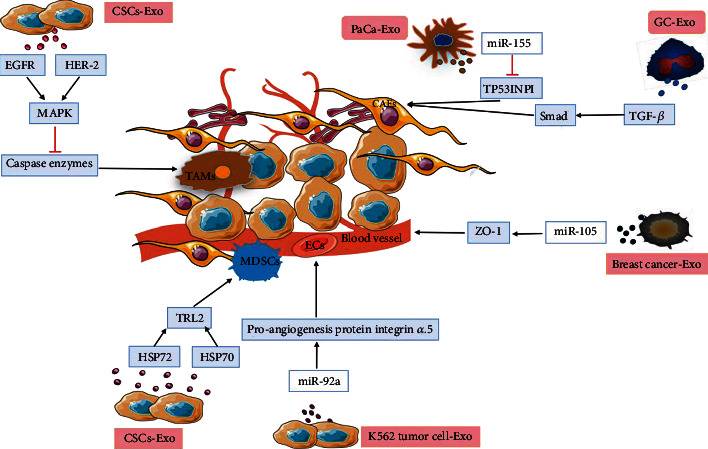 CSCs-Exo
EGFR
HER-2
MAPK
Caspase enzymes
PaCa-Exo
miR-155
GC-Exo
TP53INPI
CAFs
Smad
TGF-β
TAMs
ZO-1
miR-105
Blood vessel
ECs
MDSCs
Breast cancer-Exo
TRL2
Pro-angiogenesis protein integrin α.5
HSP72
HSP70
miR-92a
CSCs-Exo
K562 tumor cell-Exo